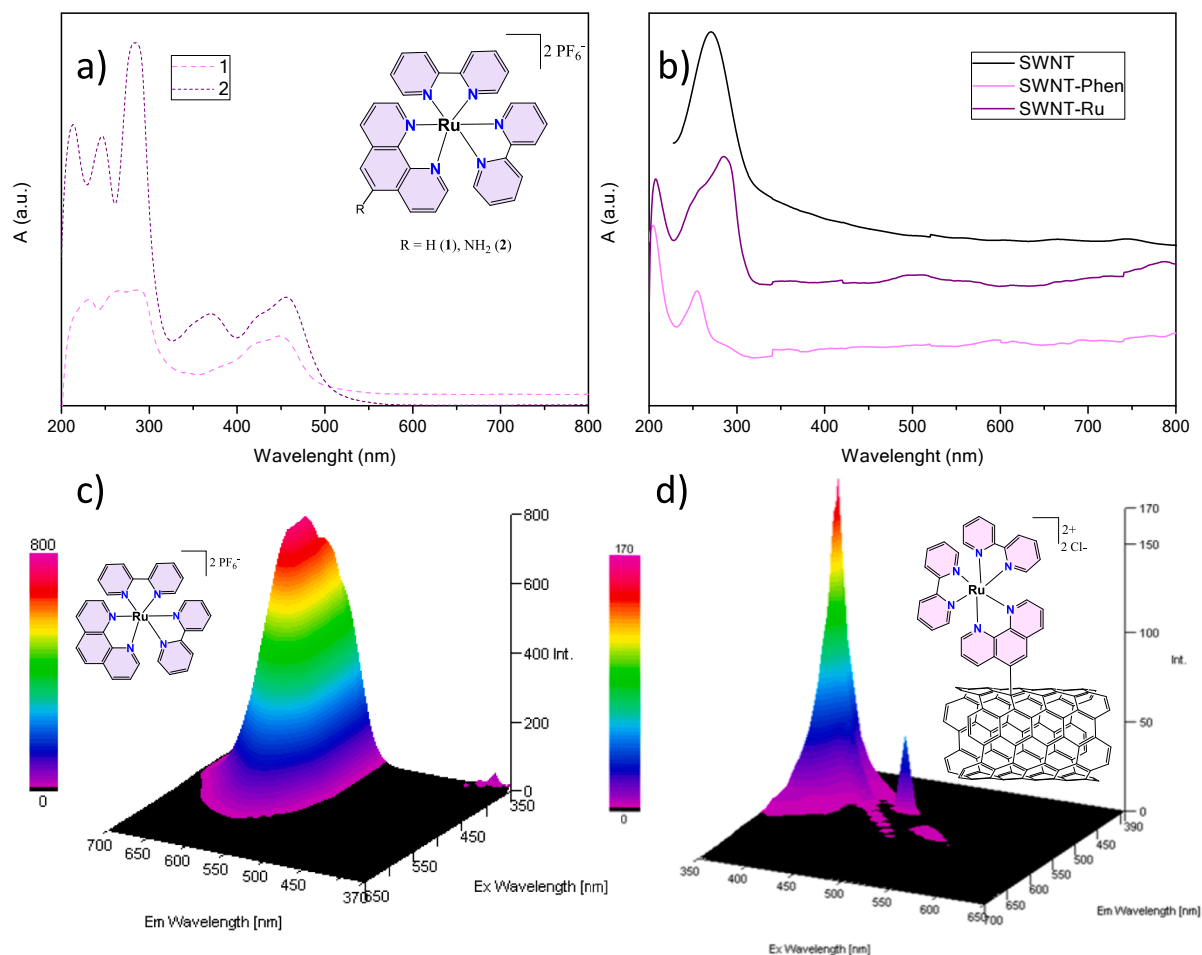 a)
1
2
2 PF6-
N
N
N
Ru
N
N
N
R
R = H (1), NH2 (2)
A (a.u.)
200 300 400 500 600 700 800
Wavelenght (nm)
b)
SWNT
SWNT-Phen
SWNT-Ru
A (a.u.)
200 300 400 500 600 700 800
Wavelenght (nm)
c)
800
0
2 PF6-
N
N
N
Ru
N
N
N
800
600
Int.
400
200
0
350
450
550
650
700
650
600
550
500
450
370
Em Wavelength [nm]
Ex Wavelength [nm]
d)
170
0
2+
2 Cl-
N
N
N
N
Ru
N
N
170
150
100
Int.
50
0
390
450
500
550
600
650
700
350
400
450
500
550
600
650
Em Wavelength [nm]
Ex Wavelength [nm]